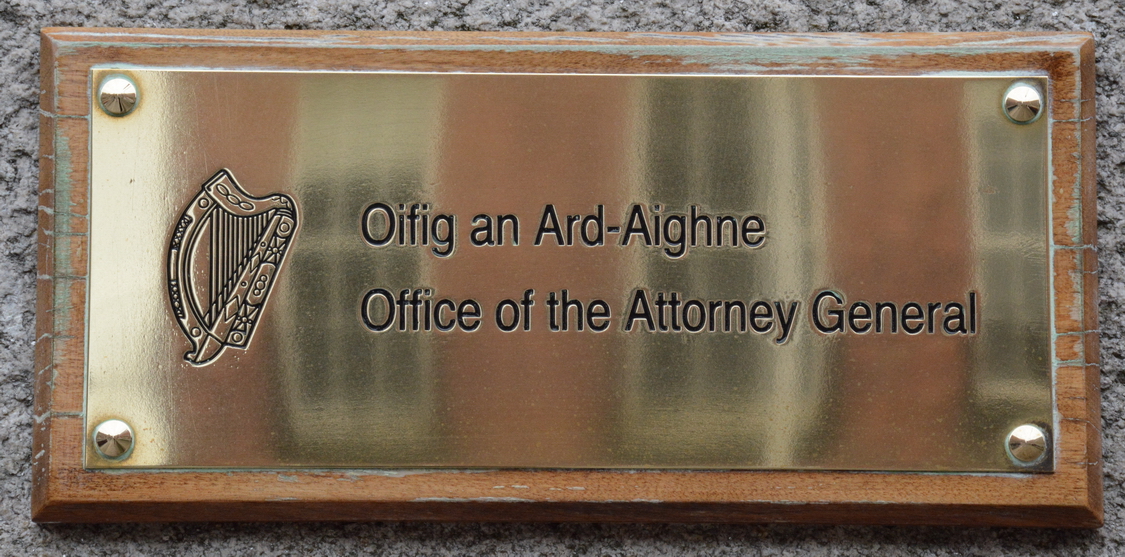 Oifig an Ard-Aighne
Office of the Attorney General